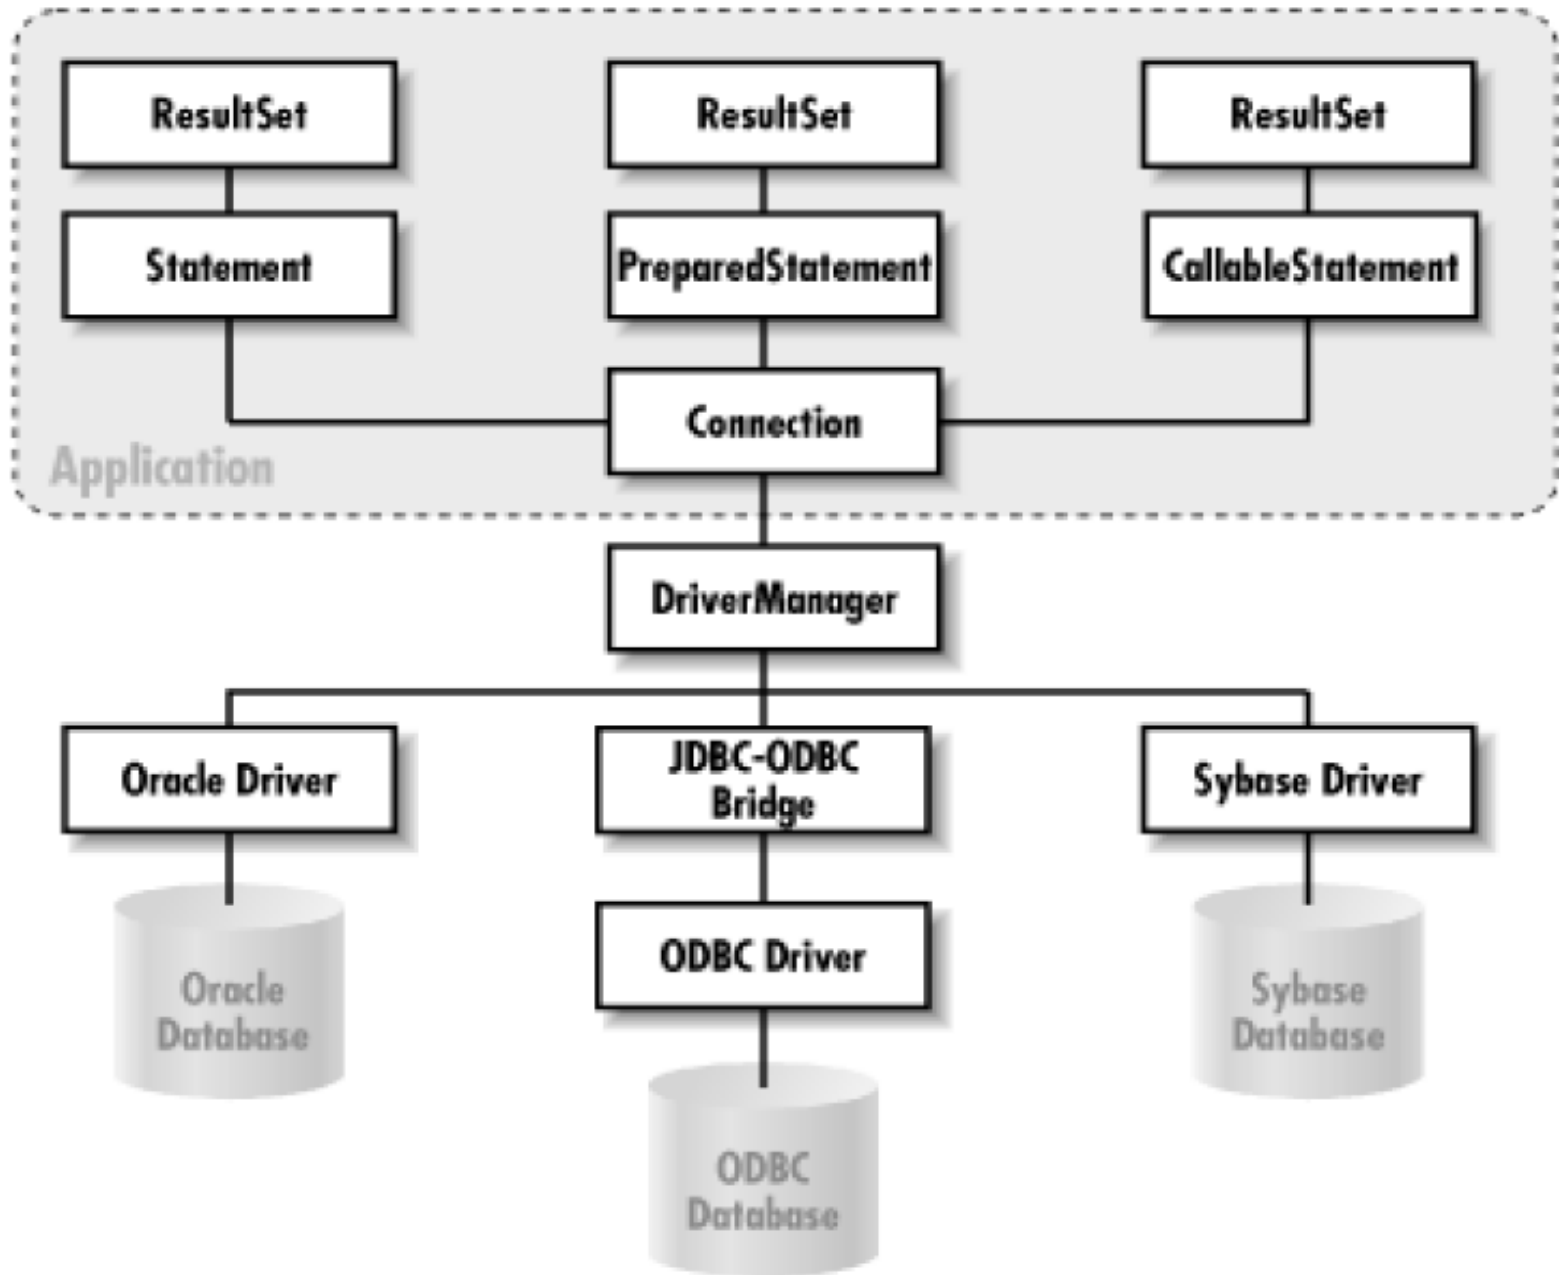 ResultSet
ResultSet
ResultSet
Statement
PreparedStatement
CallableStatement
Connection
Application
DriverManager
Oracle Driver
JDBC-ODBC
Bridge
Sybase Driver
ODBC Driver
Oracle
Database
Sybase
Database
ODBC
Database